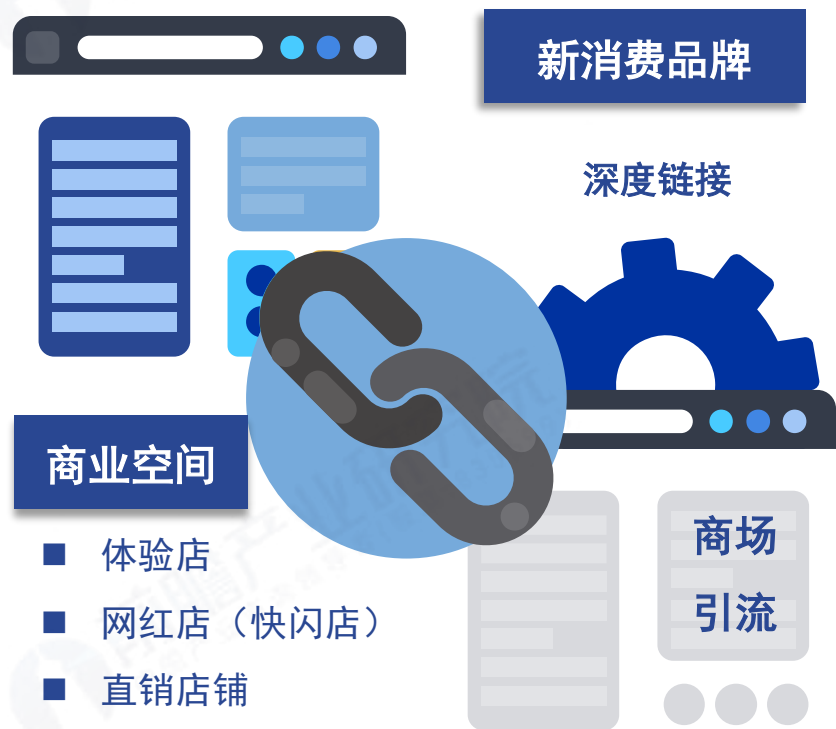 新消费品牌
深度链接
商业空间
■ 体验店
■ 网红店（快闪店）
■ 直销店铺
商场
引流